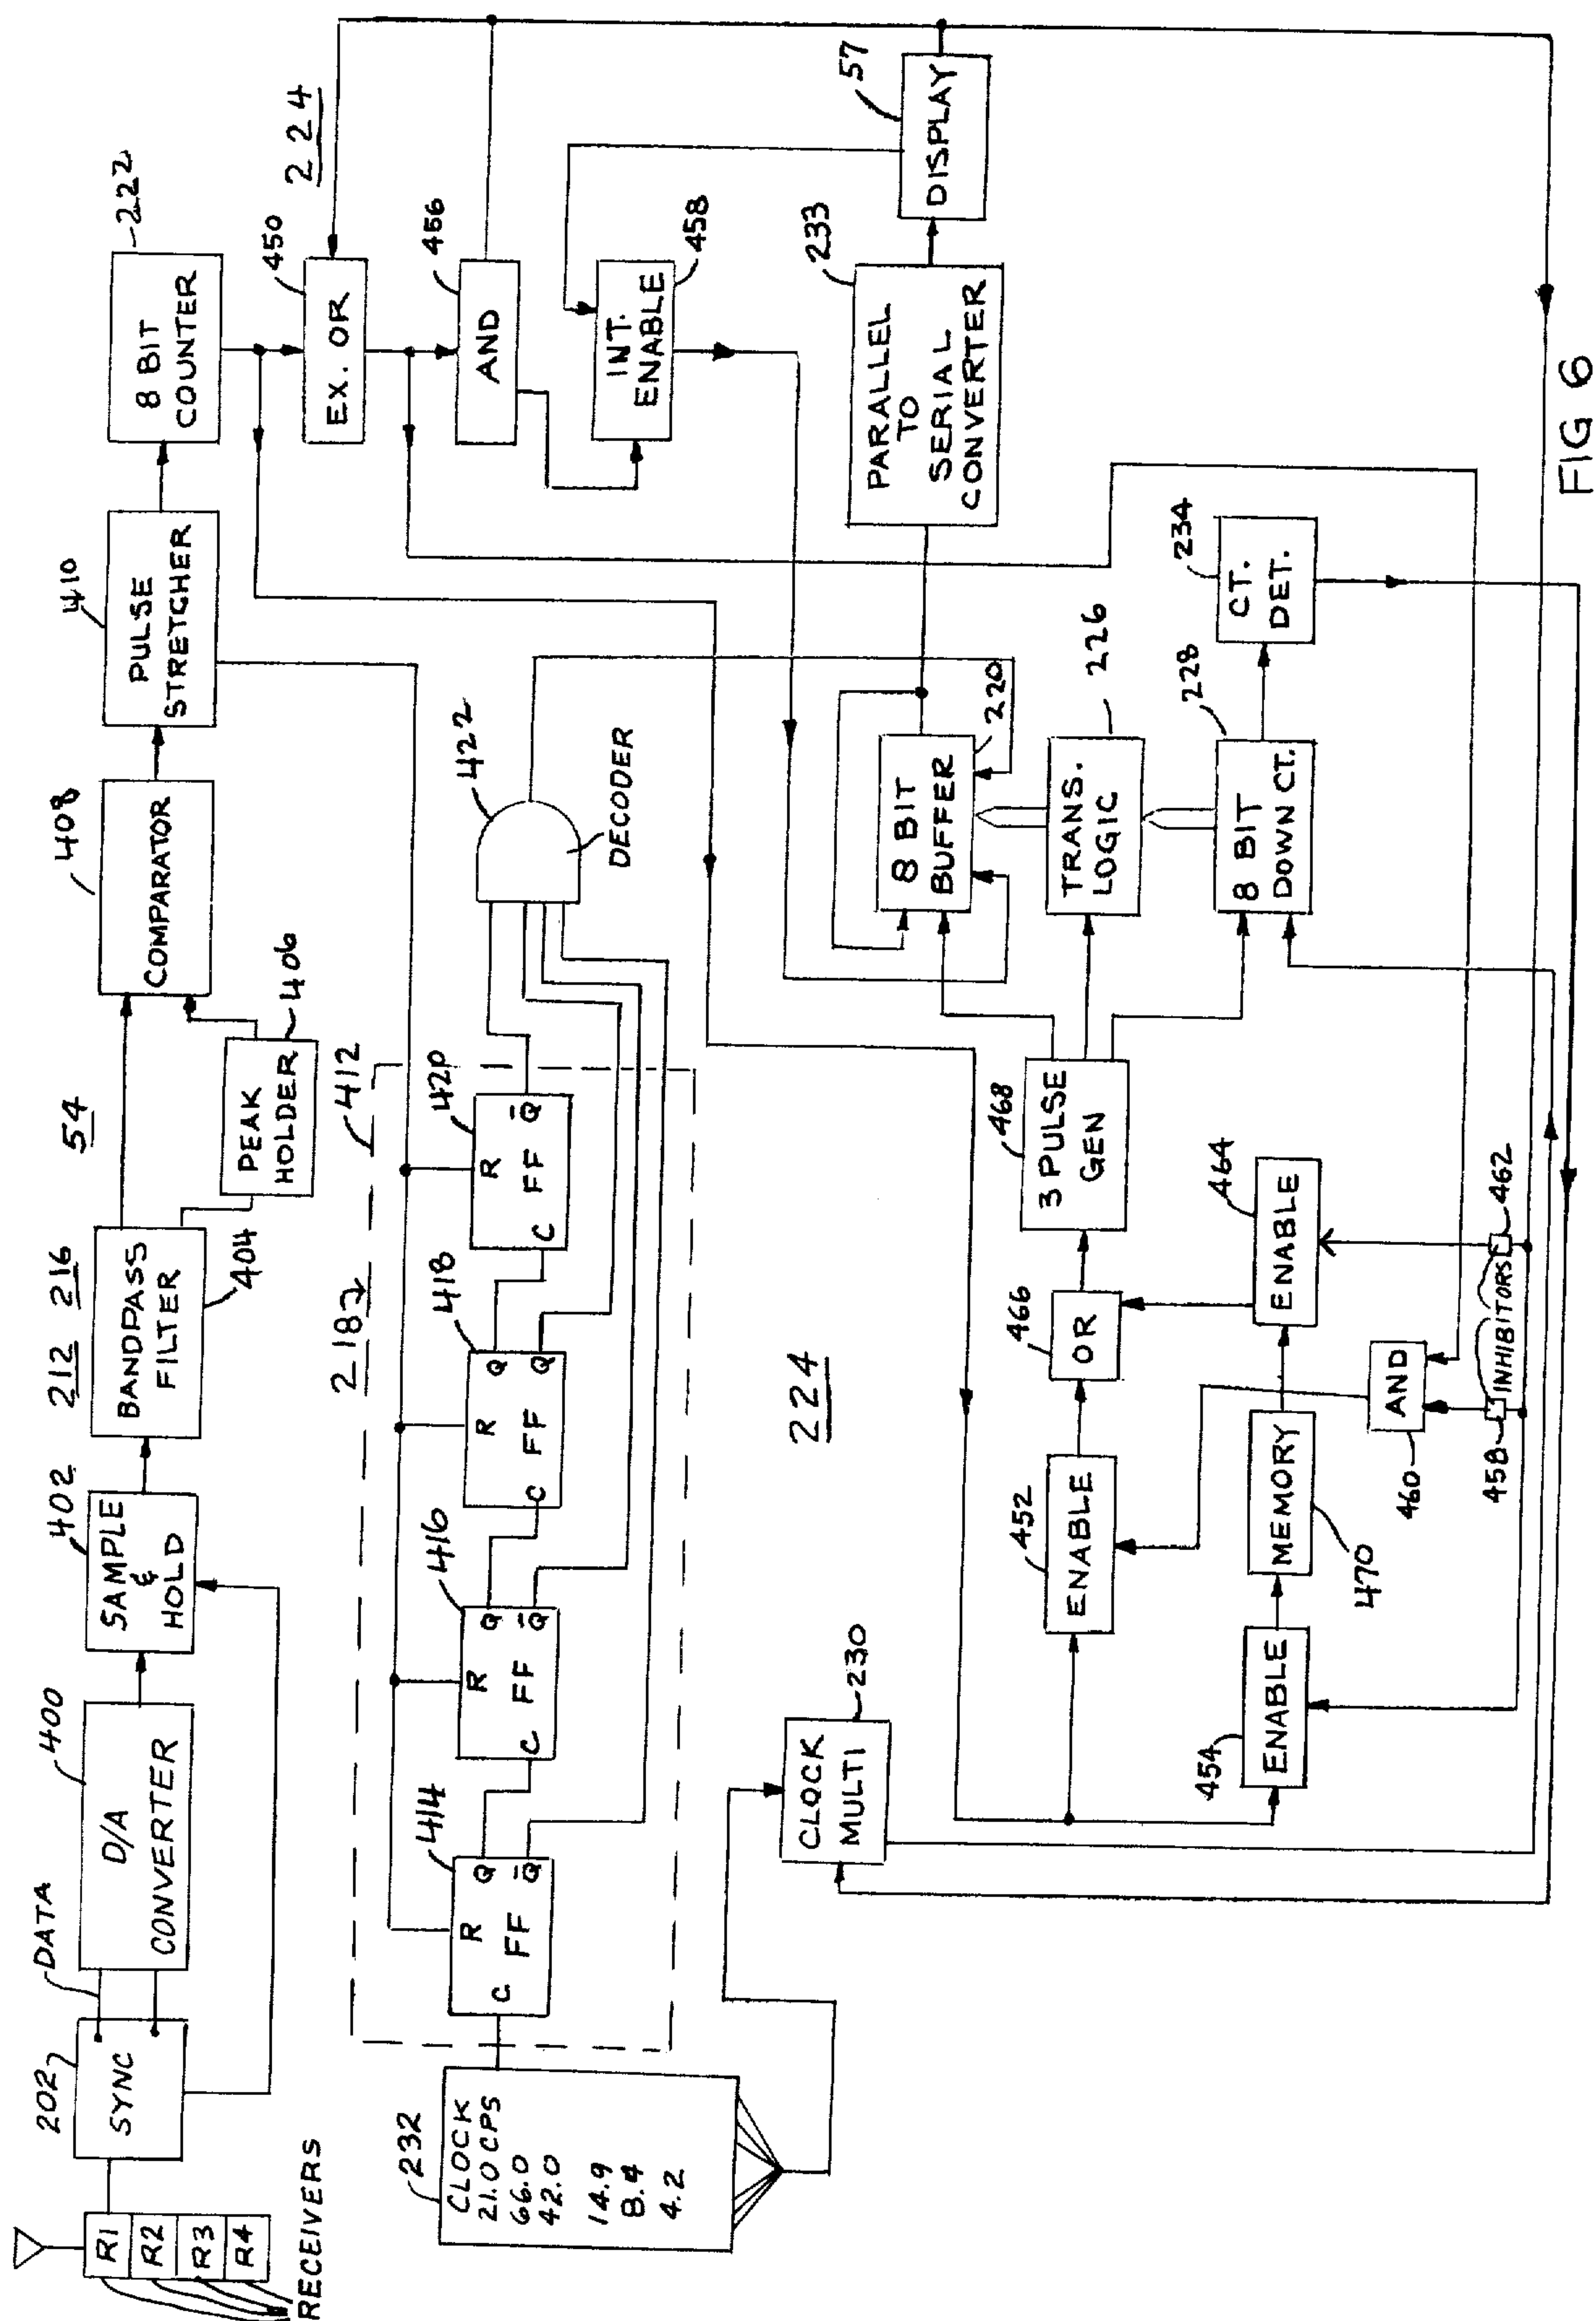 RECEIVERS
R1
R2
R3
R4
202
SYNC
DATA
400
D/A
CONVERTER
402
SAMPLE
&
HOLD
212 216
BANDPASS
FILTER
404
54
PEAK
HOLDER
406
408
COMPARATOR
410
PULSE
STRETCHER
222
8 BIT
COUNTER
232
CLOCK
21.0 CPS
66.0
42.0
14.9
8.4
4.2
218
412
414
R
Q
C
FF
Q̅
416
R
Q
C
FF
Q̅
418
R
Q
C
FF
Q
420
R
C
FF
Q̅
422
DECODER
224
450
EX. OR
456
AND
458
INT.
ENABLE
57
DISPLAY
233
PARALLEL
TO
SERIAL
CONVERTER
220
8 BIT
BUFFER
226
TRANS.
LOGIC
228
8 BIT
DOWN CT.
234
CT.
DET.
224
230
CLOCK
MULTI
452
ENABLE
454
ENABLE
470
MEMORY
466
OR
468
3 PULSE
GEN
464
ENABLE
460
AND
458
INHIBITORS
462
FIG 6